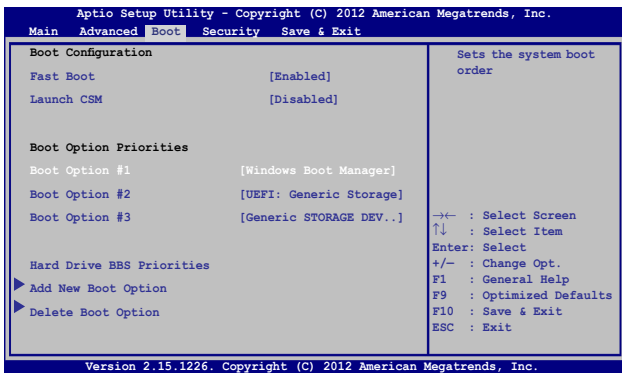 Aptio Setup Utility - Copyright (C) 2012 American Megatrends, Inc.
Main Advanced Boot Security Save & Exit
Boot Configuration
Fast Boot [Enabled]
Launch CSM [Disabled]
Boot Option Priorities
Boot Option #1 [Windows Boot Manager]
Boot Option #2 [UEFI: Generic Storage]
Boot Option #3 [Generic STORAGE DEV..]
Hard Drive BBS Priorities
Add New Boot Option
Delete Boot Option
Sets the system boot
order
→← : Select Screen
↑↓ : Select Item
Enter: Select
+/— : Change Opt.
F1 : General Help
F9 : Optimized Defaults
F10 : Save & Exit
ESC : Exit
Version 2.15.1226. Copyright (C) 2012 American Megatrends, Inc.